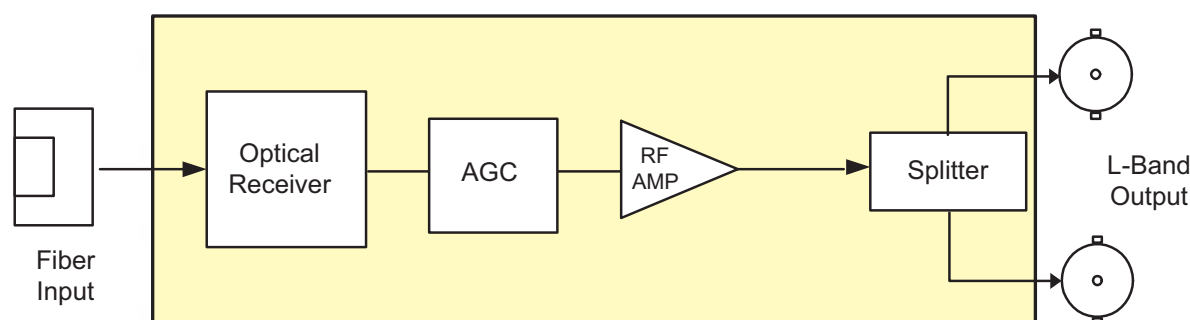 Fiber
Input
Optical
Receiver
AGC
RF
AMP
Splitter
L-Band
Output